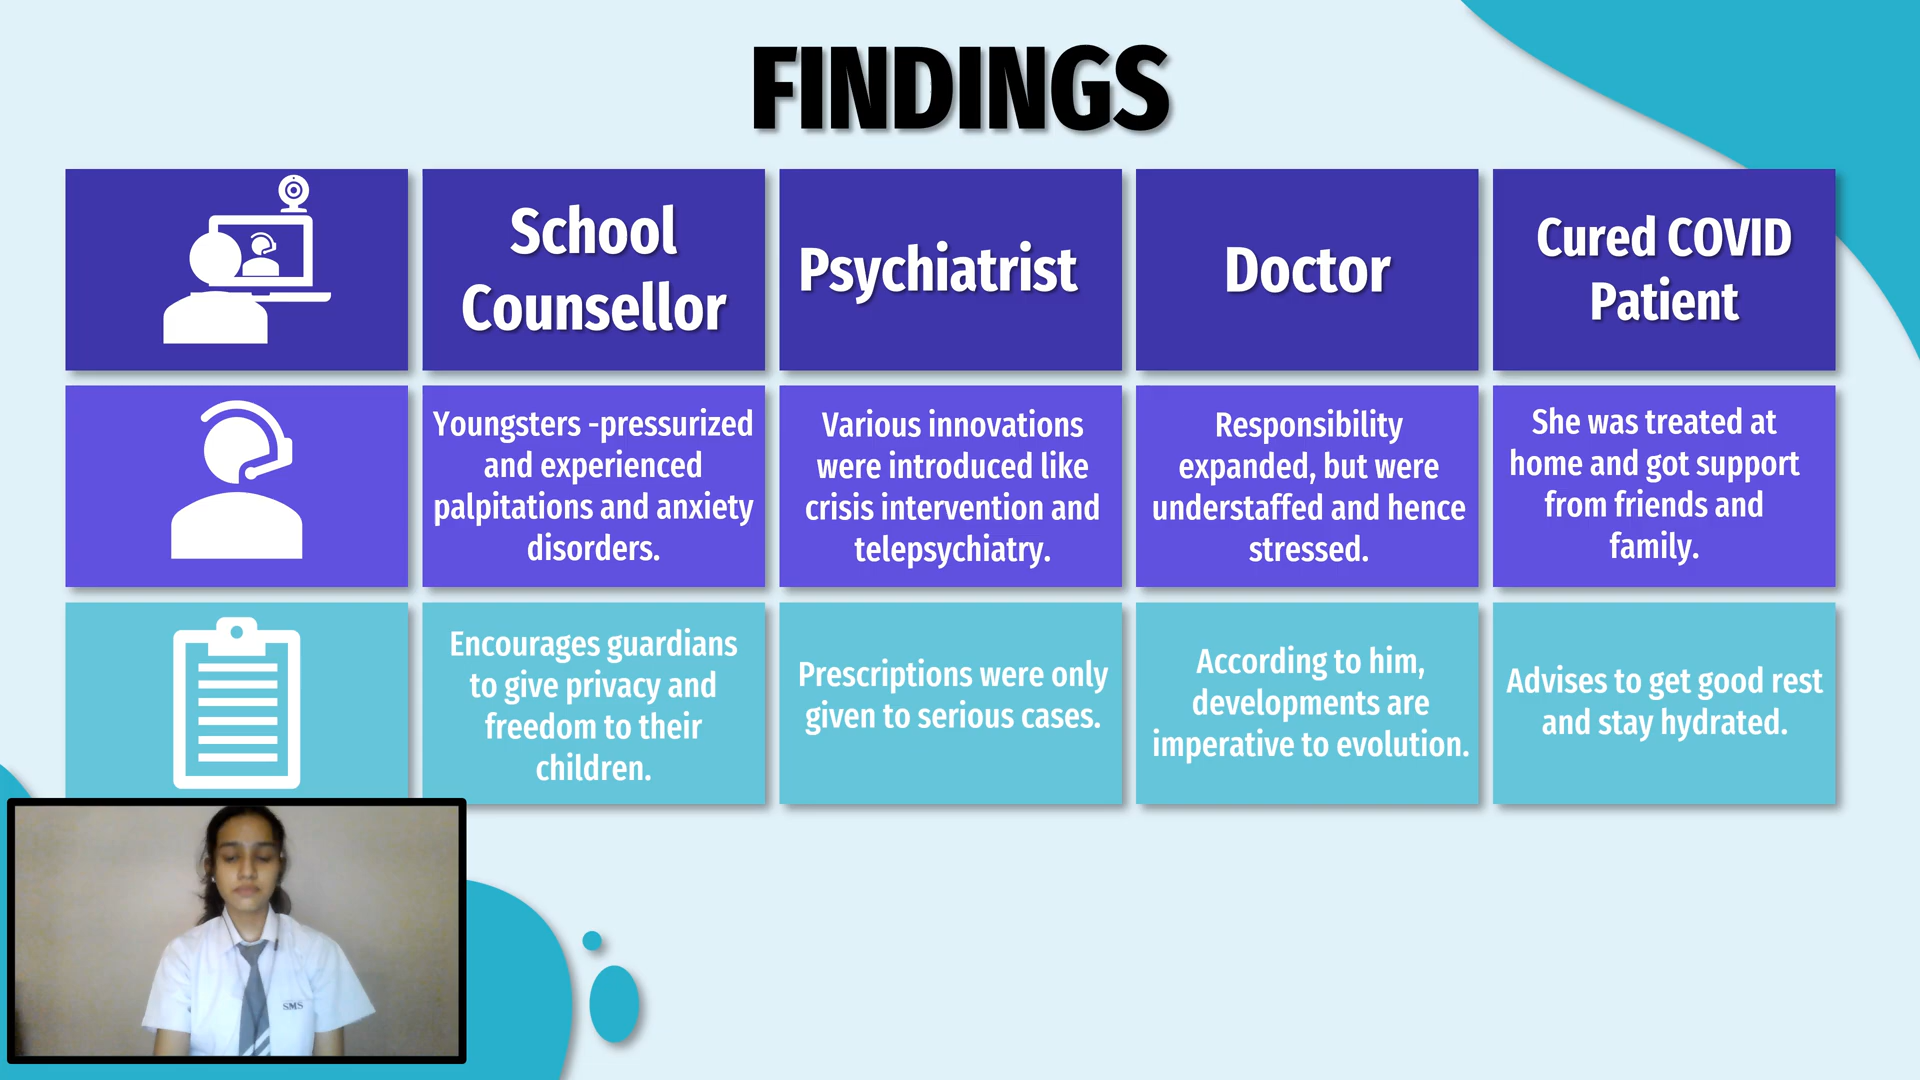 FINDINGS
School
Counsellor
Psychiatrist
Doctor
Cured COVID
Patient
Youngsters -pressurized
and experienced
palpitations and anxiety
disorders.
Various innovations
were introduced like
crisis intervention and
telepsychiatry.
Responsibility
expanded, but were
understaffed and hence
stressed.
She was treated at
home and got support
from friends and
family.
Encourages guardians
to give privacy and
freedom to their
children.
Prescriptions were only
given to serious cases.
According to him,
developments are
imperative to evolution.
Advises to get good rest
and stay hydrated.
SMS